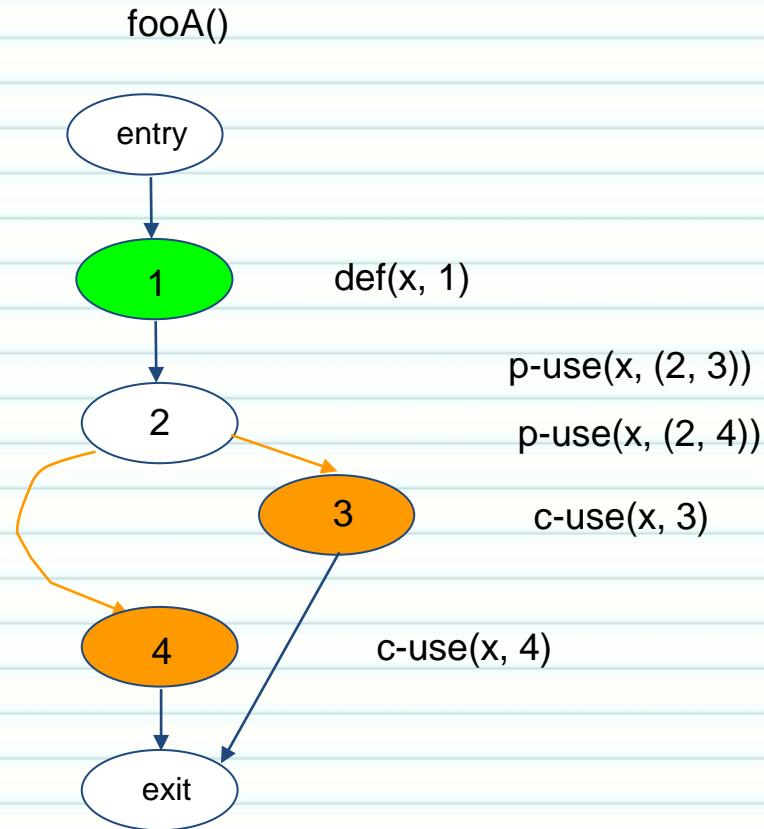 fooA()
entry
1
def(x, 1)
p-use(x, (2, 3))
2
p-use(x, (2, 4))
3
c-use(x, 3)
4
c-use(x, 4)
exit